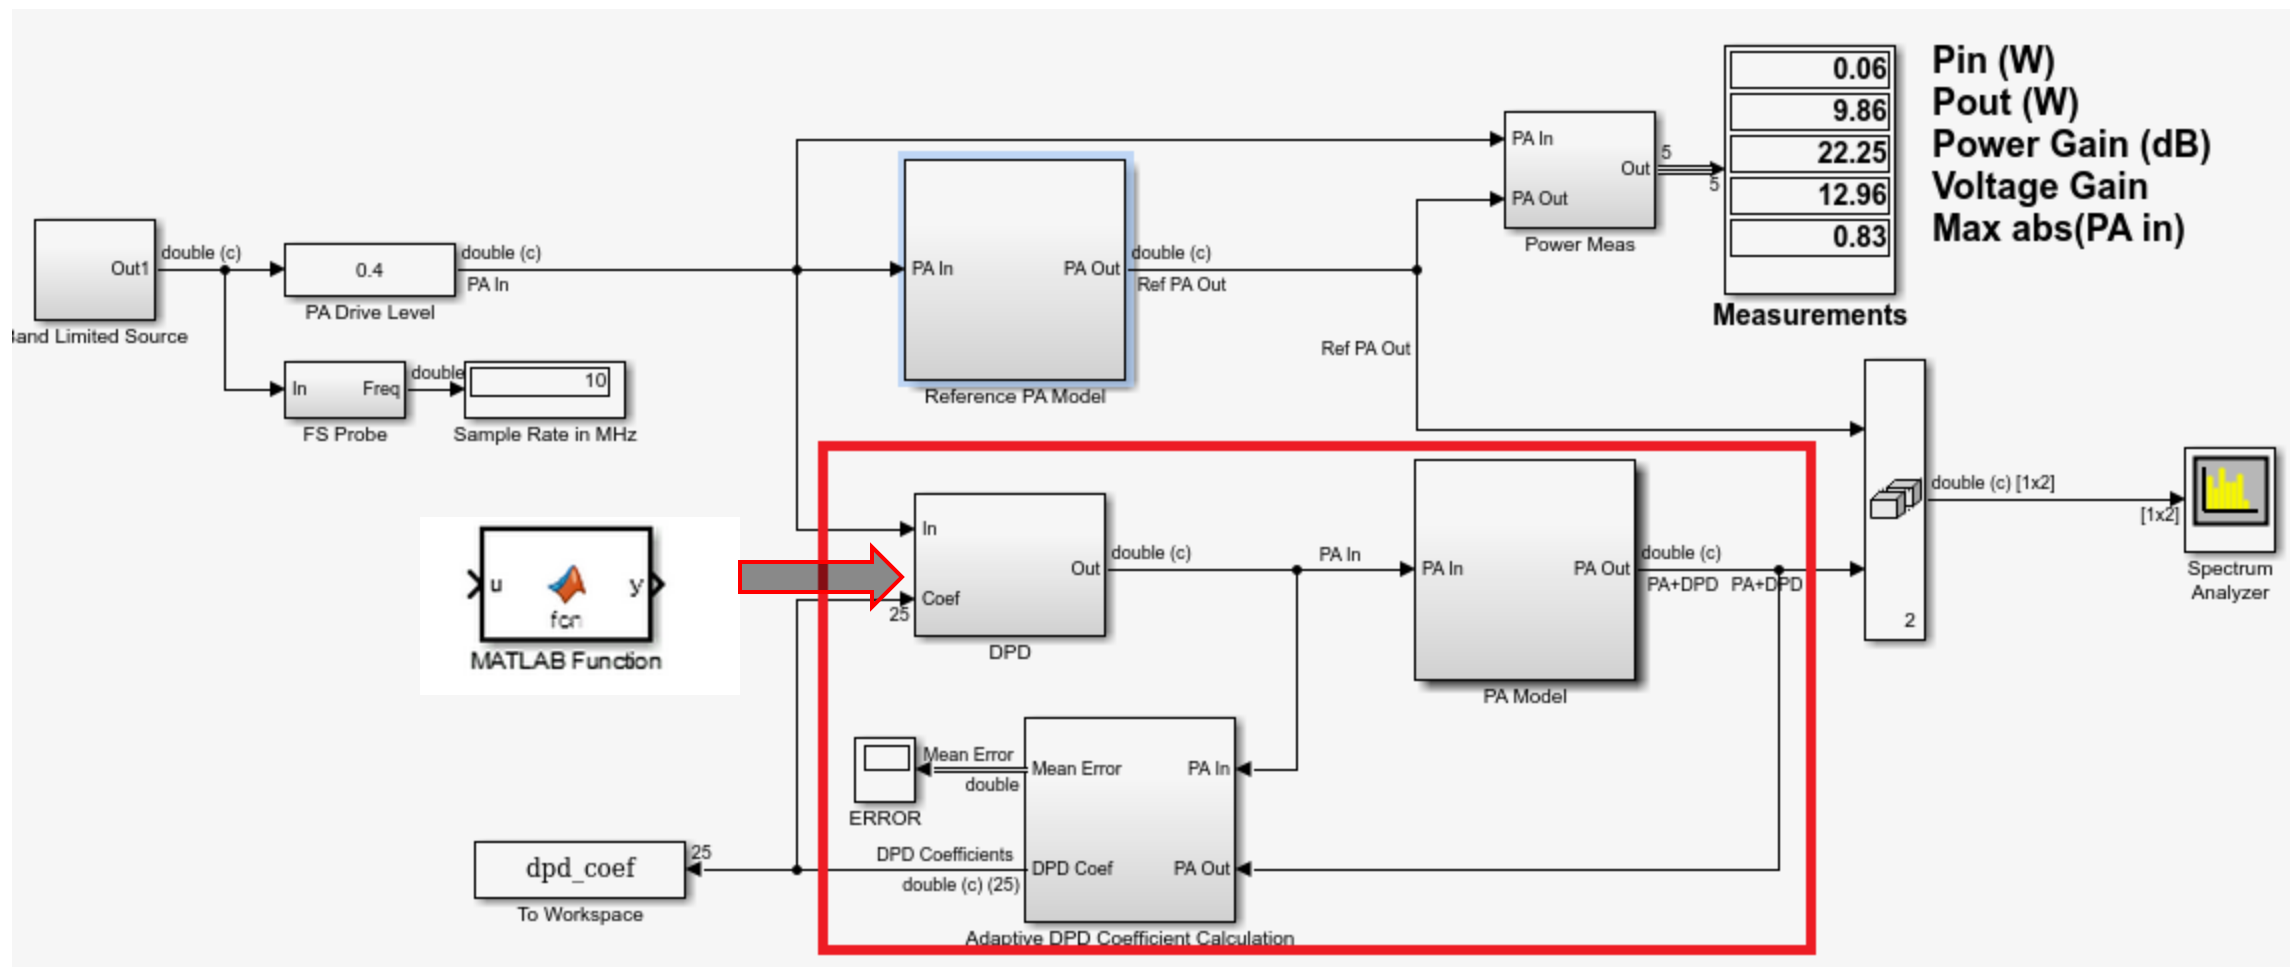 0.06
9.86
22.25
12.96
0.83
Pin (W)
Pout (W)
Power Gain (dB)
Voltage Gain
Max abs(PA in)
Measurements
PA In
PA Out
Out
5
5
Power Meas
Out1
Band Limited Source
double (c)
0.4
PA Drive Level
double (c)
PA In
PA In
PA Out
Reference PA Model
double (c)
Ref PA Out
Ref PA Out
In
Freq
FS Probe
double
10
Sample Rate in MHz
u
y
fcn
MATLAB Function
In
Coef
25
Out
DPD
double (c)
PA In
PA In
PA Out
PA Model
double (c)
PA+DPD
PA+DPD
2
double (c) [1x2]
[1x2]
Spectrum
Analyzer
ERROR
Mean Error
double
Mean Error
PA In
DPD Coef
PA Out
Adaptive DPD Coefficient Calculation
DPD Coefficients
double (c) (25)
25
dpd_coef
To Workspace